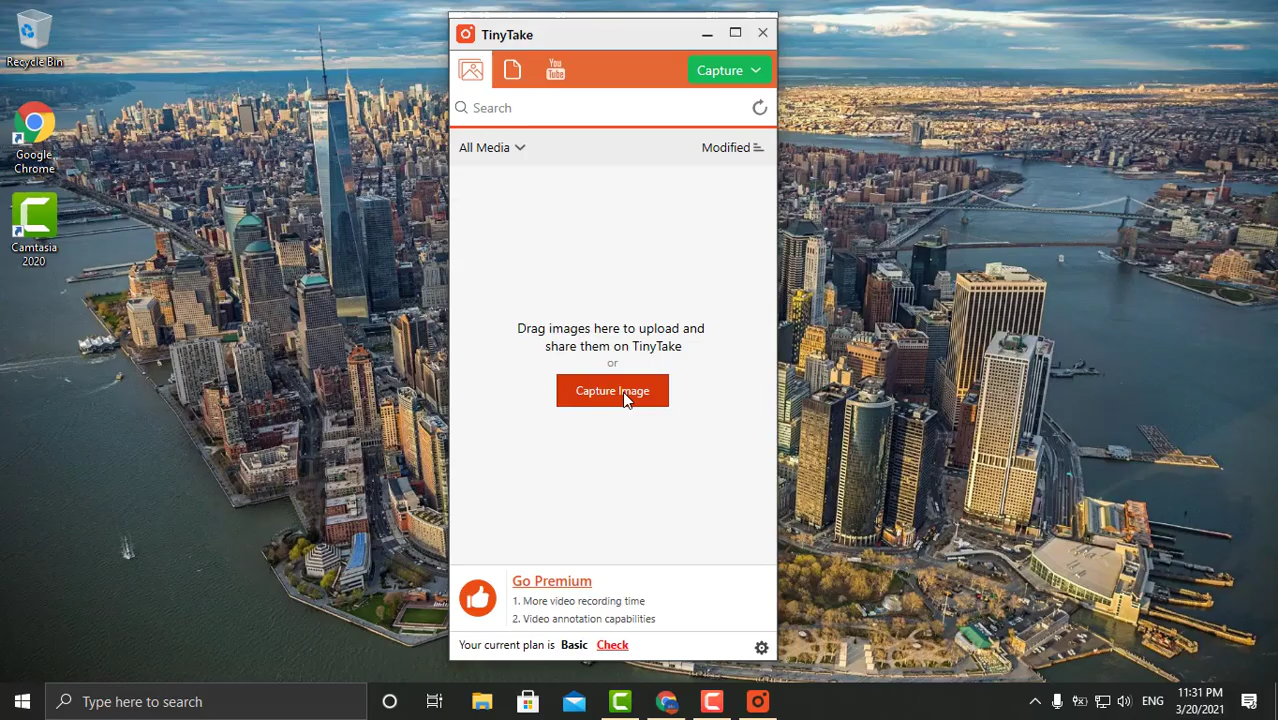 Recycle Bin
Google
Chrome
Camtasia
2020
TinyTake
You
Tube
Capture
Search
All Media
Modified
Drag images here to upload and
share them on TinyTake
or
Capture Image
Go Premium
1. More video recording time
2. Video annotation capabilities
Your current plan is Basic Check
Type here to search
ENG
11:31 PM
3/20/2021